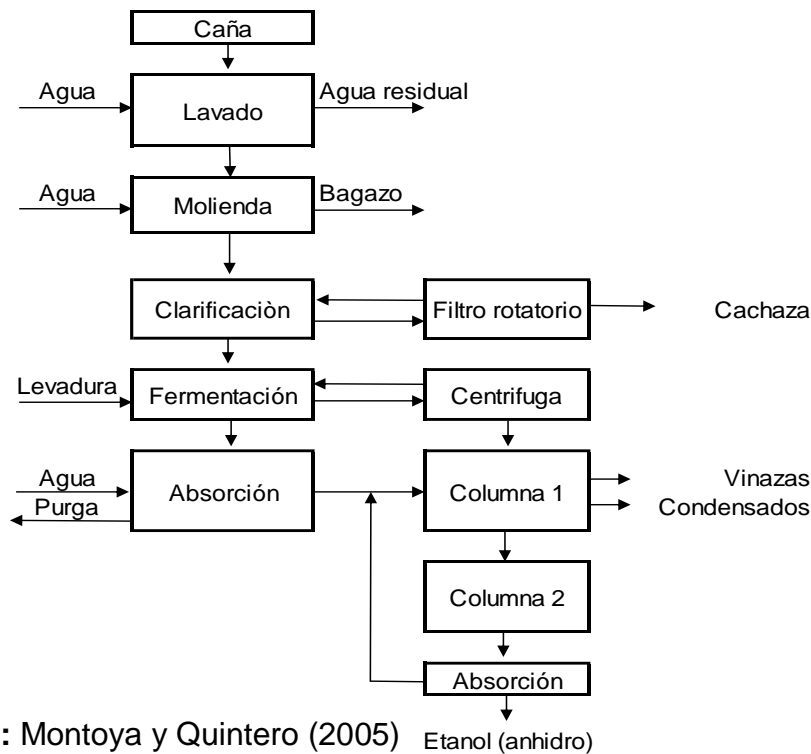 Caña
Agua
Agua residual
Lavado
Agua
Bagazo
Molienda
Clarificaciòn
Filtro rotatorio
Cachaza
Levadura
Fermentación
Centrifuga
Agua
Purga
Absorción
Columna 1
Vinazas
Condensados
Columna 2
Absorción
: Montoya y Quintero (2005)
Etanol (anhidro)